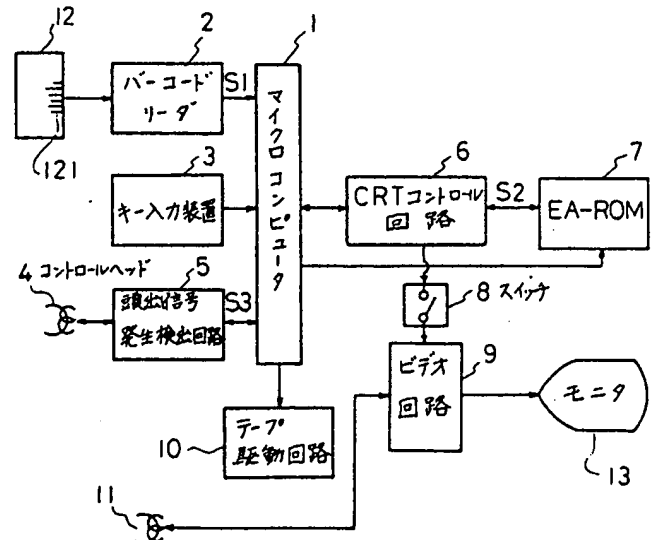 12
2
1
バーコード
リーダ
S1
マイクロコンピュータ
121
3
キー入力装置
6
CRTコントロール
回路
S2
7
EA-ROM
4 コントロールヘッド
5
頭出し信号
発生検出回路
S3
8 スイッチ
9
ビデオ
回路
モニタ
13
10
テープ
駆動回路
11